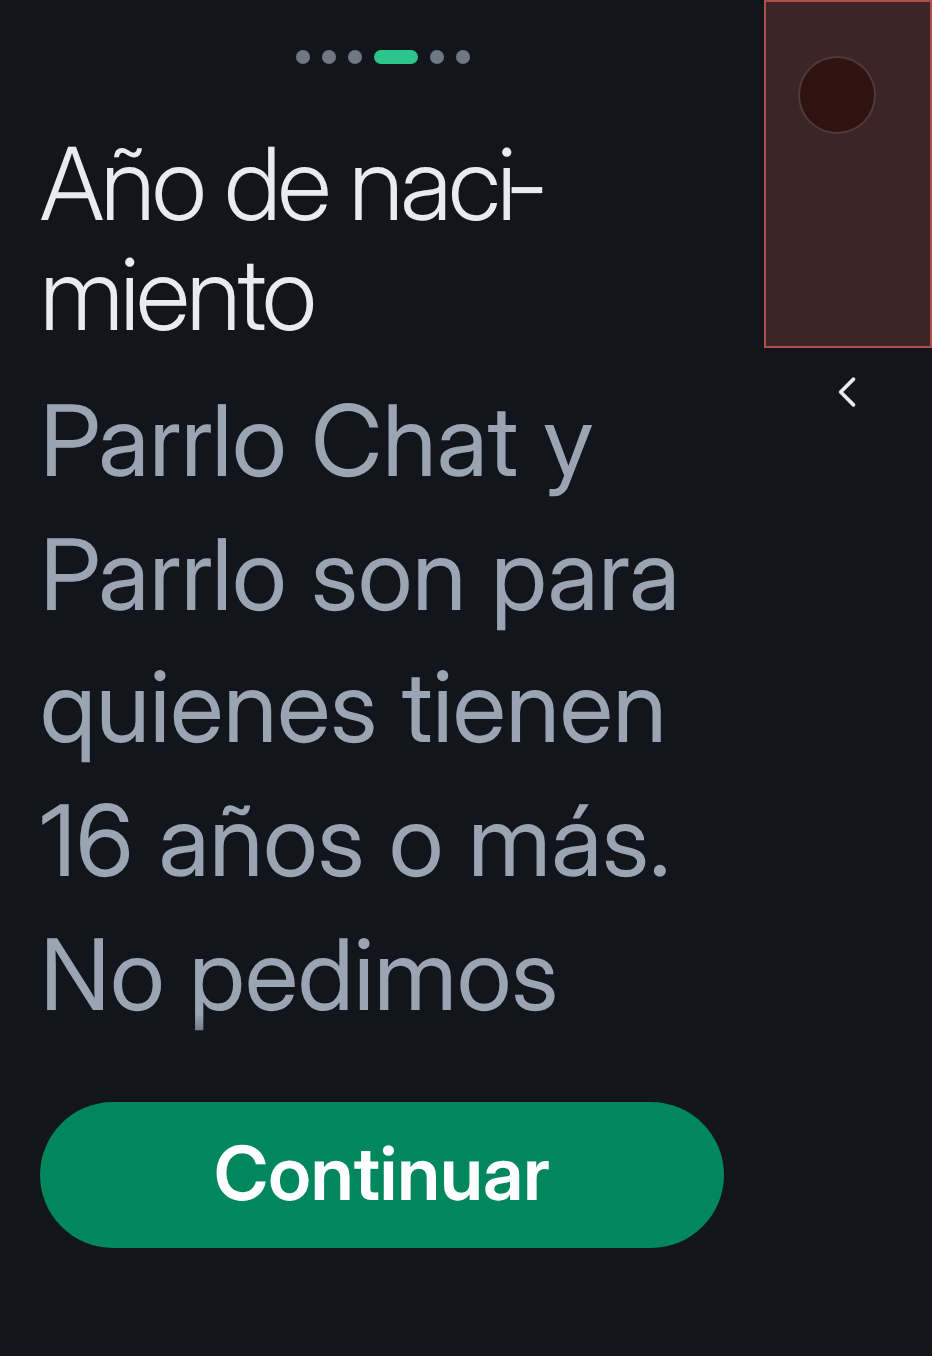 Año de naci-
miento
Parrlo Chat y
Parrlo son para
quienes tienen
16 años o más.
No pedimos
Continuar